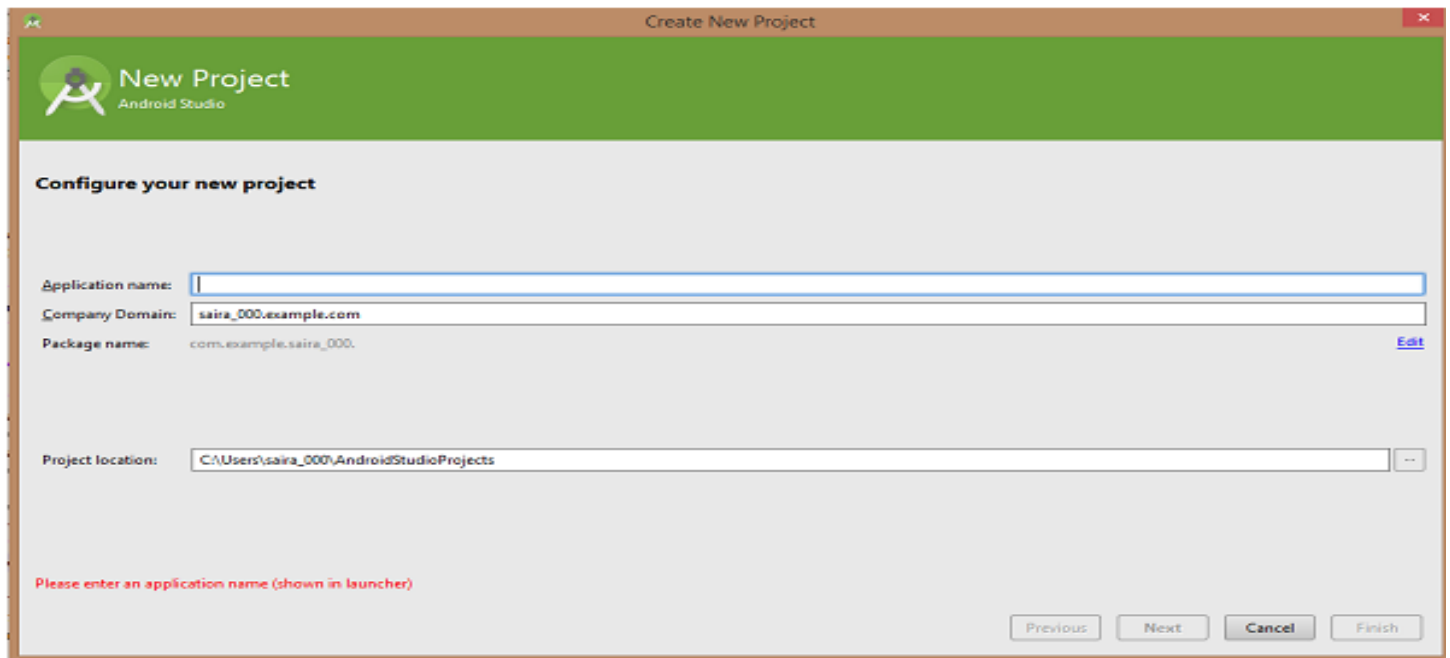 Create New Project
New Project
Android Studio
Configure your new project
Application name:
Company Domain: saira_000.example.com
Package name: com.example.saira_000. Edit
Project location: C:\Users\saira_000\AndroidStudioProjects ...
Please enter an application name (shown in launcher)
Previous Next Cancel Finish